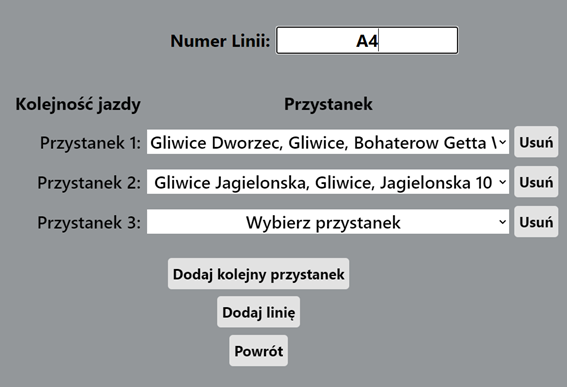 Numer Linii: A4
Kolejność jazdy Przystanek
Przystanek 1: Gliwice Dworzec, Gliwice, Bohaterow Getta Usuń
Przystanek 2: Gliwice Jagielonska, Gliwice, Jagielonska 10 Usuń
Przystanek 3: Wybierz przystanek Usuń
Dodaj kolejny przystanek
Dodaj linię
Powrót